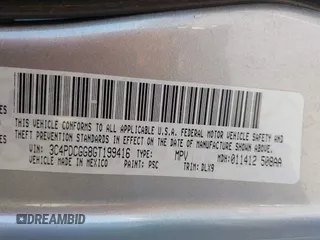 THIS VEHICLE CONFORMS TO ALL APPLICABLE U.S.A. FEDERAL MOTOR VEHICLE SAFETY AND
THEFT PREVENTION STANDARDS IN EFFECT ON THE DATE OF MANUFACTURE SHOWN ABOVE.
VIN: 3C4PDCGG8GT199416 TYPE: MPV MDH: 011412 508AA
VEHICLE MADE IN MEXICO PAINT: PSC TRIM: DLX9
DREAMBID